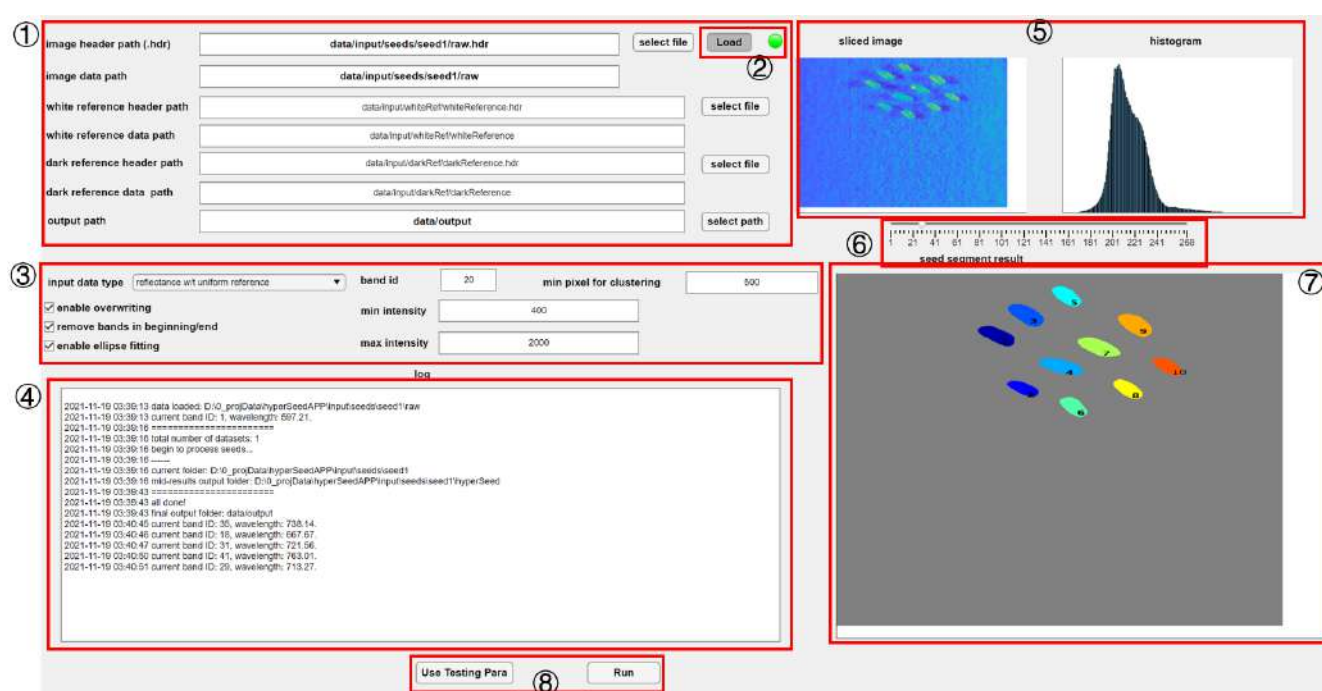 ①
image header path (.hdr) data/input/seeds/seed1/raw.hdr select file Load
②
image data path data/input/seeds/seed1/raw
white reference header path data/input/whiteRef/whiteReference.hdr select file
white reference data path data/input/whiteRef/whiteReference
dark reference header path data/input/darkRef/darkReference.hdr select file
dark reference data path data/input/darkRef/darkReference
output path data/output select path
⑤
sliced image histogram
⑥
1 21 41 61 81 101 121 141 161 181 201 221 241 268
seed segment result
③
input data type reflectance wit uniform reference band id 20 min pixel for clustering 500
enable overwriting min intensity 400
remove bands in beginning/end
enable ellipse fitting max intensity 2000
⑦
5
3
9
7
4 10
8
6
log
④
2021-11-19 03:39:13 data loaded: D:\0_projData\hyperSeedAPP\input\seeds\seed1\raw
2021-11-19 03:39:13 current band ID: 1, wavelength: 597.21.
2021-11-19 03:39:16 =======================
2021-11-19 03:39:16 total number of datasets: 1
2021-11-19 03:39:16 begin to process seeds...
2021-11-19 03:39:16 ------
2021-11-19 03:39:16 current folder: D:\0_projData\hyperSeedAPP\input\seeds\seed1
2021-11-19 03:39:16 mid-results output folder: D:\0_projData\hyperSeedAPP\input\seeds\seed1\hyperSeed
2021-11-19 03:39:43 =======================
2021-11-19 03:39:43 all done!
2021-11-19 03:39:43 final output folder: data/output
2021-11-19 03:40:45 current band ID: 35, wavelength: 738.14.
2021-11-19 03:40:46 current band ID: 18, wavelength: 667.67.
2021-11-19 03:40:47 current band ID: 31, wavelength: 721.56.
2021-11-19 03:40:50 current band ID: 41, wavelength: 763.01.
2021-11-19 03:40:51 current band ID: 29, wavelength: 713.27.
Use Testing Para ⑧ Run